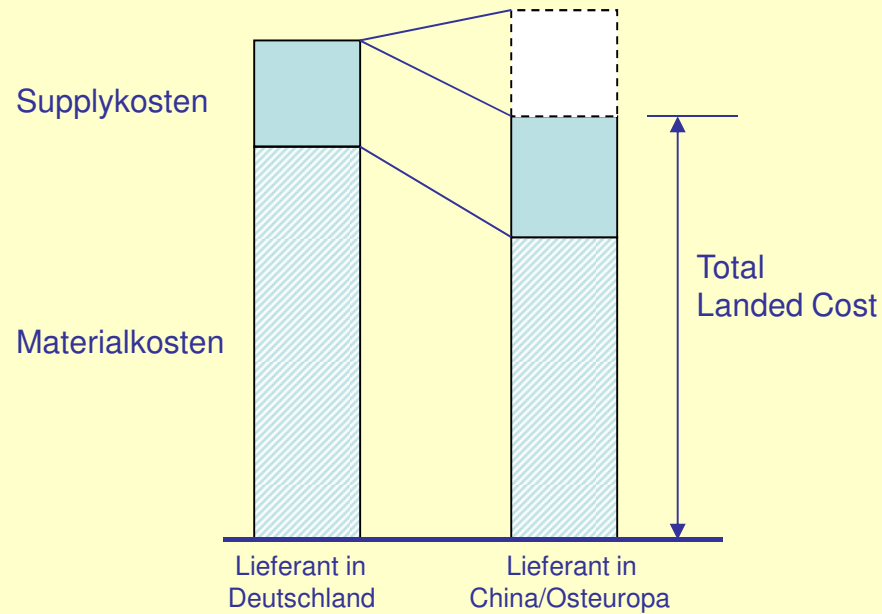 Supplykosten
Materialkosten
Total
Landed Cost
Lieferant in
Deutschland
Lieferant in
China/Osteuropa